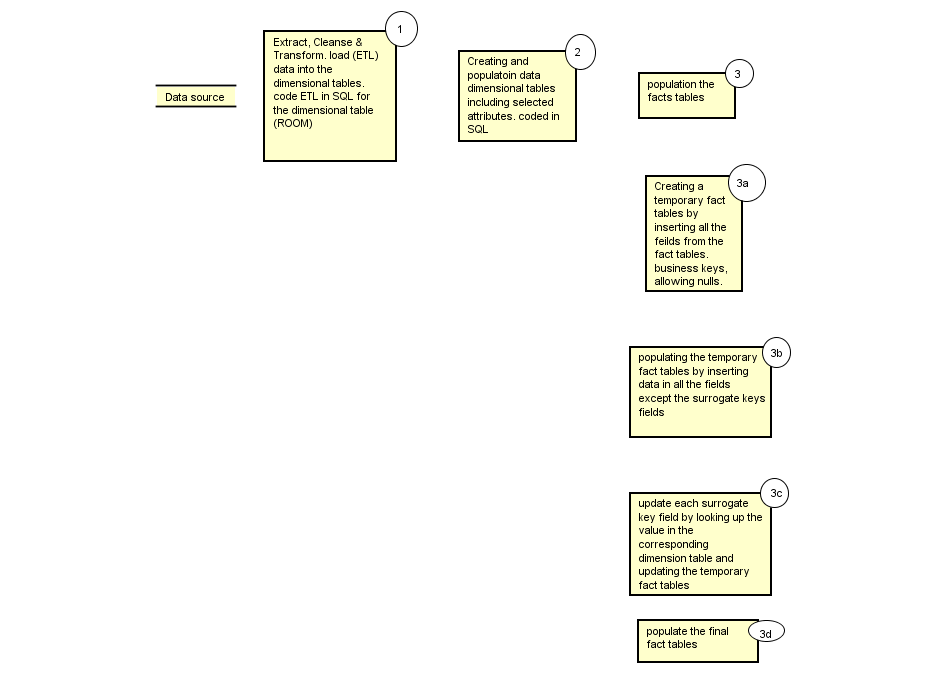 Data source
1
Extract, Cleanse &
Transform. load (ETL)
data into the
dimensional tables.
code ETL in SQL for
the dimensional table
(ROOM)
2
Creating and
populatoin data
dimensional tables
including selected
attributes. coded in
SQL
3
population the
facts tables
3a
Creating a
temporary fact
tables by
inserting all the
feilds from the
fact tables.
business keys,
allowing nulls.
3b
populating the temporary
fact tables by inserting
data in all the fields
except the surrogate keys
fields
3c
update each surrogate
key field by looking up the
value in the
corresponding
dimension table and
updating the temporary
fact tables
3d
populate the final
fact tables